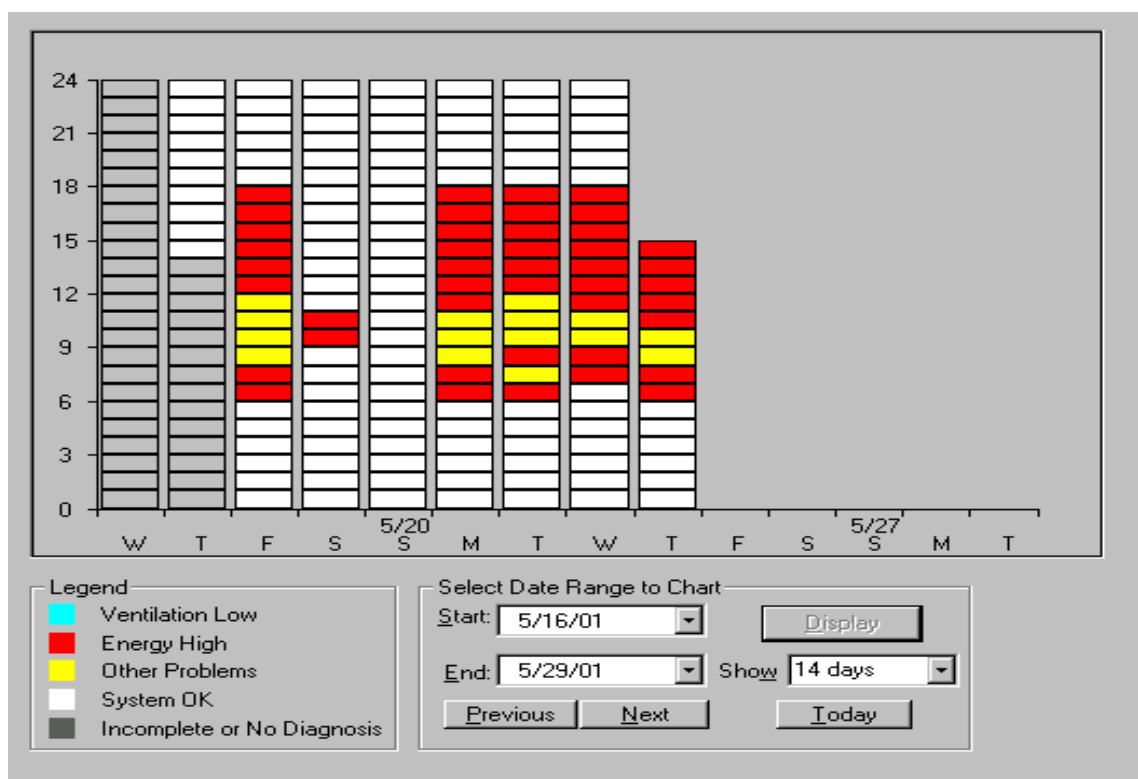 24
21
18
15
12
9
6
3
0
5/20 5/27
W T F S S M T W T F S S M T
Legend
Ventilation Low
Energy High
Other Problems
System OK
Incomplete or No Diagnosis
Select Date Range to Chart
Start: 5/16/01 Display
End: 5/29/01 Show 14 days
Previous Next Today